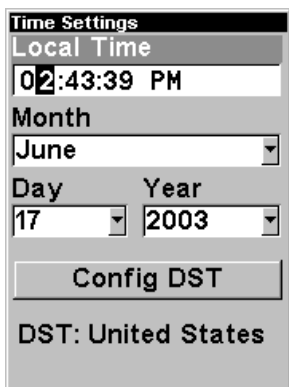 Time Settings
Local Time
02:43:39 PM
Month
June
Day Year
17 2003
Config DST
DST: United States